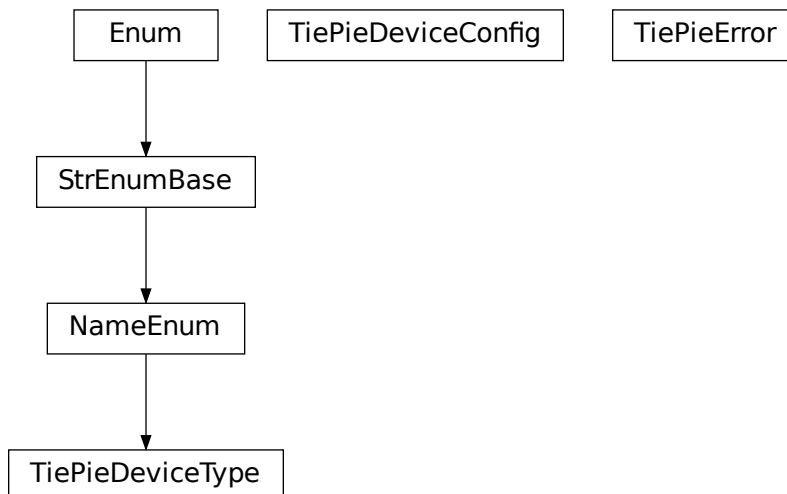 Enum
TiePieDeviceConfig
TiePieError
StrEnumBase
NameEnum
TiePieDeviceType